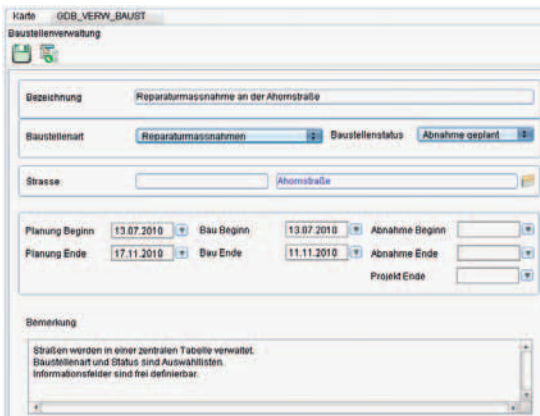 Karte GDB_VERW_BAUST
Baustellenverwaltung
Bezeichnung Reparaturmassnahme an der Ahornstraße
Baustellenart Reparaturmassnahmen Baustellenstatus Abnahme geplant
Strasse Ahornstraße
Planung Beginn 13.07.2010 Bau Beginn 13.07.2010 Abnahme Beginn
Planung Ende 17.11.2010 Bau Ende 11.11.2010 Abnahme Ende
Projekt Ende
Bemerkung
Straßen werden in einer zentralen Tabelle verwaltet.
Baustellenart und Status sind Auswahllisten.
Informationsfelder sind frei definierbar.